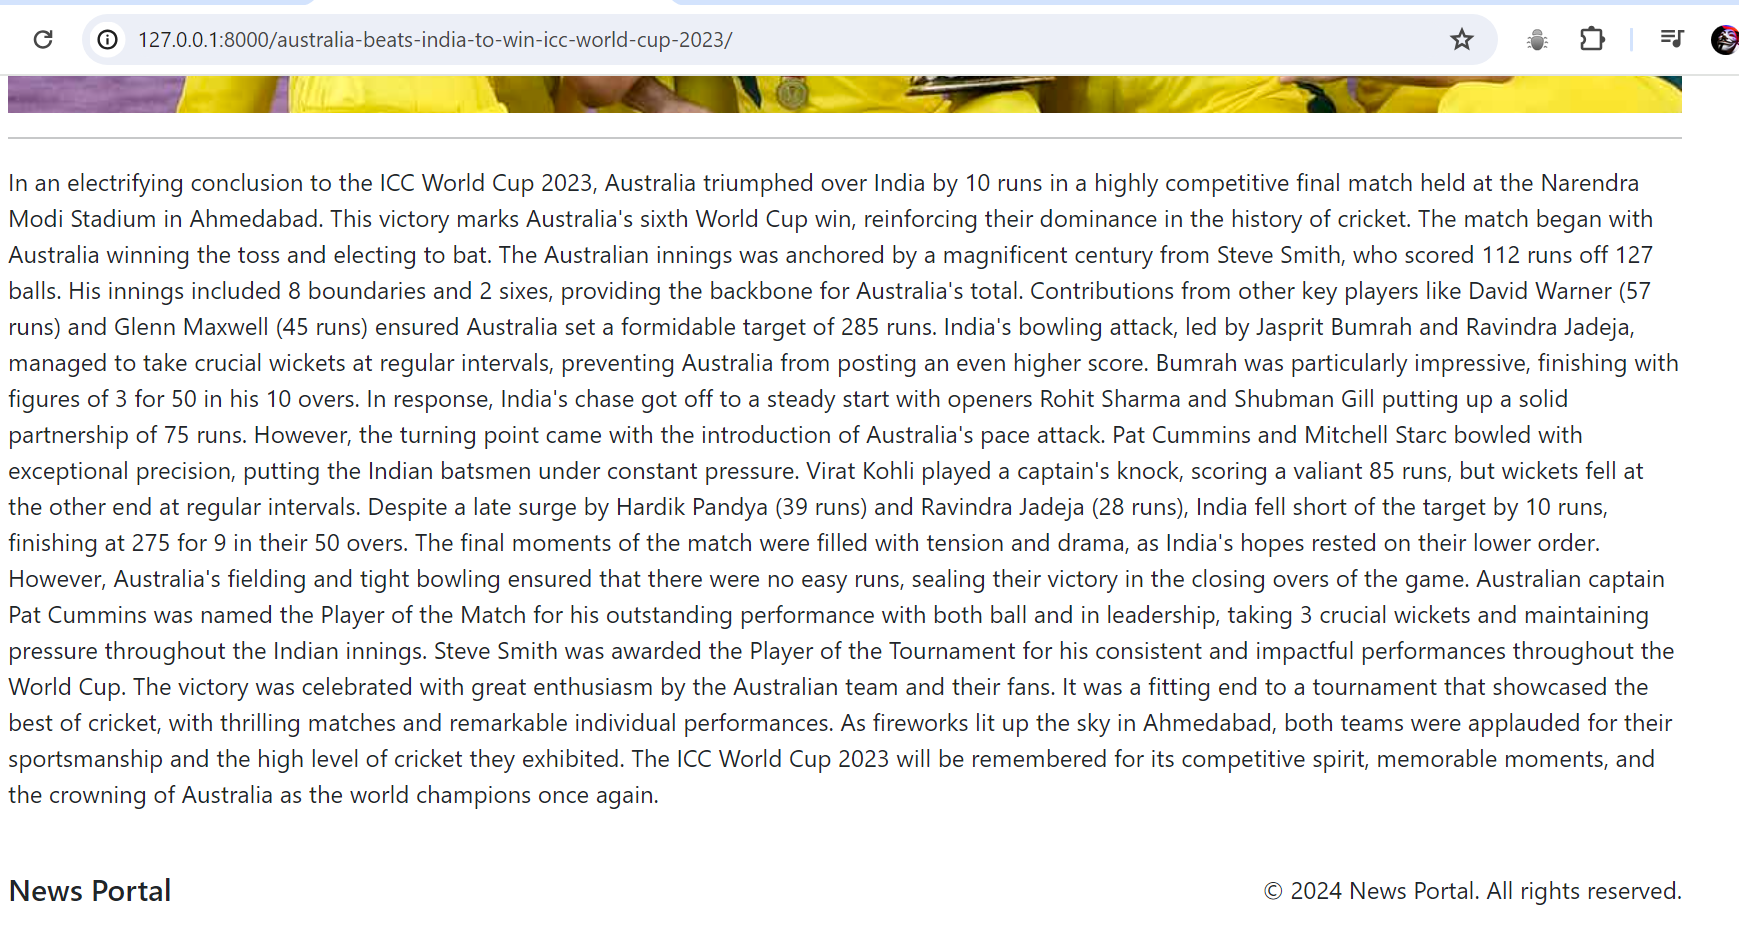 127.0.0.1:8000/australia-beats-india-to-win-icc-world-cup-2023/
In an electrifying conclusion to the ICC World Cup 2023, Australia triumphed over India by 10 runs in a highly competitive final match held at the Narendra
Modi Stadium in Ahmedabad. This victory marks Australia's sixth World Cup win, reinforcing their dominance in the history of cricket. The match began with
Australia winning the toss and electing to bat. The Australian innings was anchored by a magnificent century from Steve Smith, who scored 112 runs off 127
balls. His innings included 8 boundaries and 2 sixes, providing the backbone for Australia's total. Contributions from other key players like David Warner (57
runs) and Glenn Maxwell (45 runs) ensured Australia set a formidable target of 285 runs. India's bowling attack, led by Jasprit Bumrah and Ravindra Jadeja,
managed to take crucial wickets at regular intervals, preventing Australia from posting an even higher score. Bumrah was particularly impressive, finishing with
figures of 3 for 50 in his 10 overs. In response, India's chase got off to a steady start with openers Rohit Sharma and Shubman Gill putting up a solid
partnership of 75 runs. However, the turning point came with the introduction of Australia's pace attack. Pat Cummins and Mitchell Starc bowled with
exceptional precision, putting the Indian batsmen under constant pressure. Virat Kohli played a captain's knock, scoring a valiant 85 runs, but wickets fell at
the other end at regular intervals. Despite a late surge by Hardik Pandya (39 runs) and Ravindra Jadeja (28 runs), India fell short of the target by 10 runs,
finishing at 275 for 9 in their 50 overs. The final moments of the match were filled with tension and drama, as India's hopes rested on their lower order.
However, Australia's fielding and tight bowling ensured that there were no easy runs, sealing their victory in the closing overs of the game. Australian captain
Pat Cummins was named the Player of the Match for his outstanding performance with both ball and in leadership, taking 3 crucial wickets and maintaining
pressure throughout the Indian innings. Steve Smith was awarded the Player of the Tournament for his consistent and impactful performances throughout the
World Cup. The victory was celebrated with great enthusiasm by the Australian team and their fans. It was a fitting end to a tournament that showcased the
best of cricket, with thrilling matches and remarkable individual performances. As fireworks lit up the sky in Ahmedabad, both teams were applauded for their
sportsmanship and the high level of cricket they exhibited. The ICC World Cup 2023 will be remembered for its competitive spirit, memorable moments, and
the crowning of Australia as the world champions once again.
News Portal
© 2024 News Portal. All rights reserved.